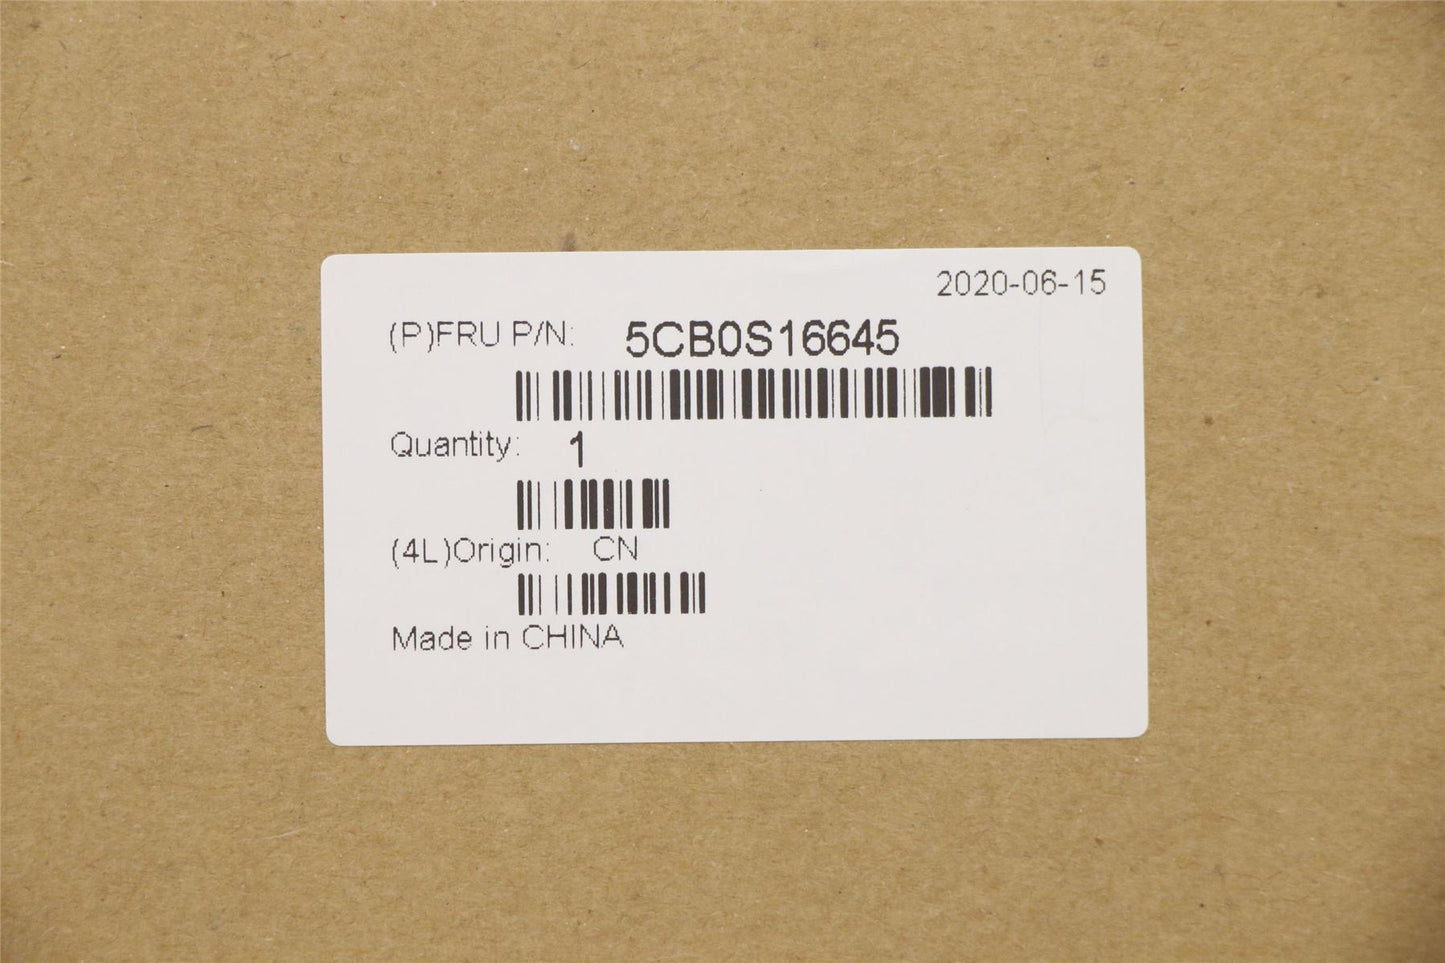 2020-06-15
(P)FRU P/N: 5CB0S16645
Quantity: 1
(4L)Origin: CN
Made in CHINA